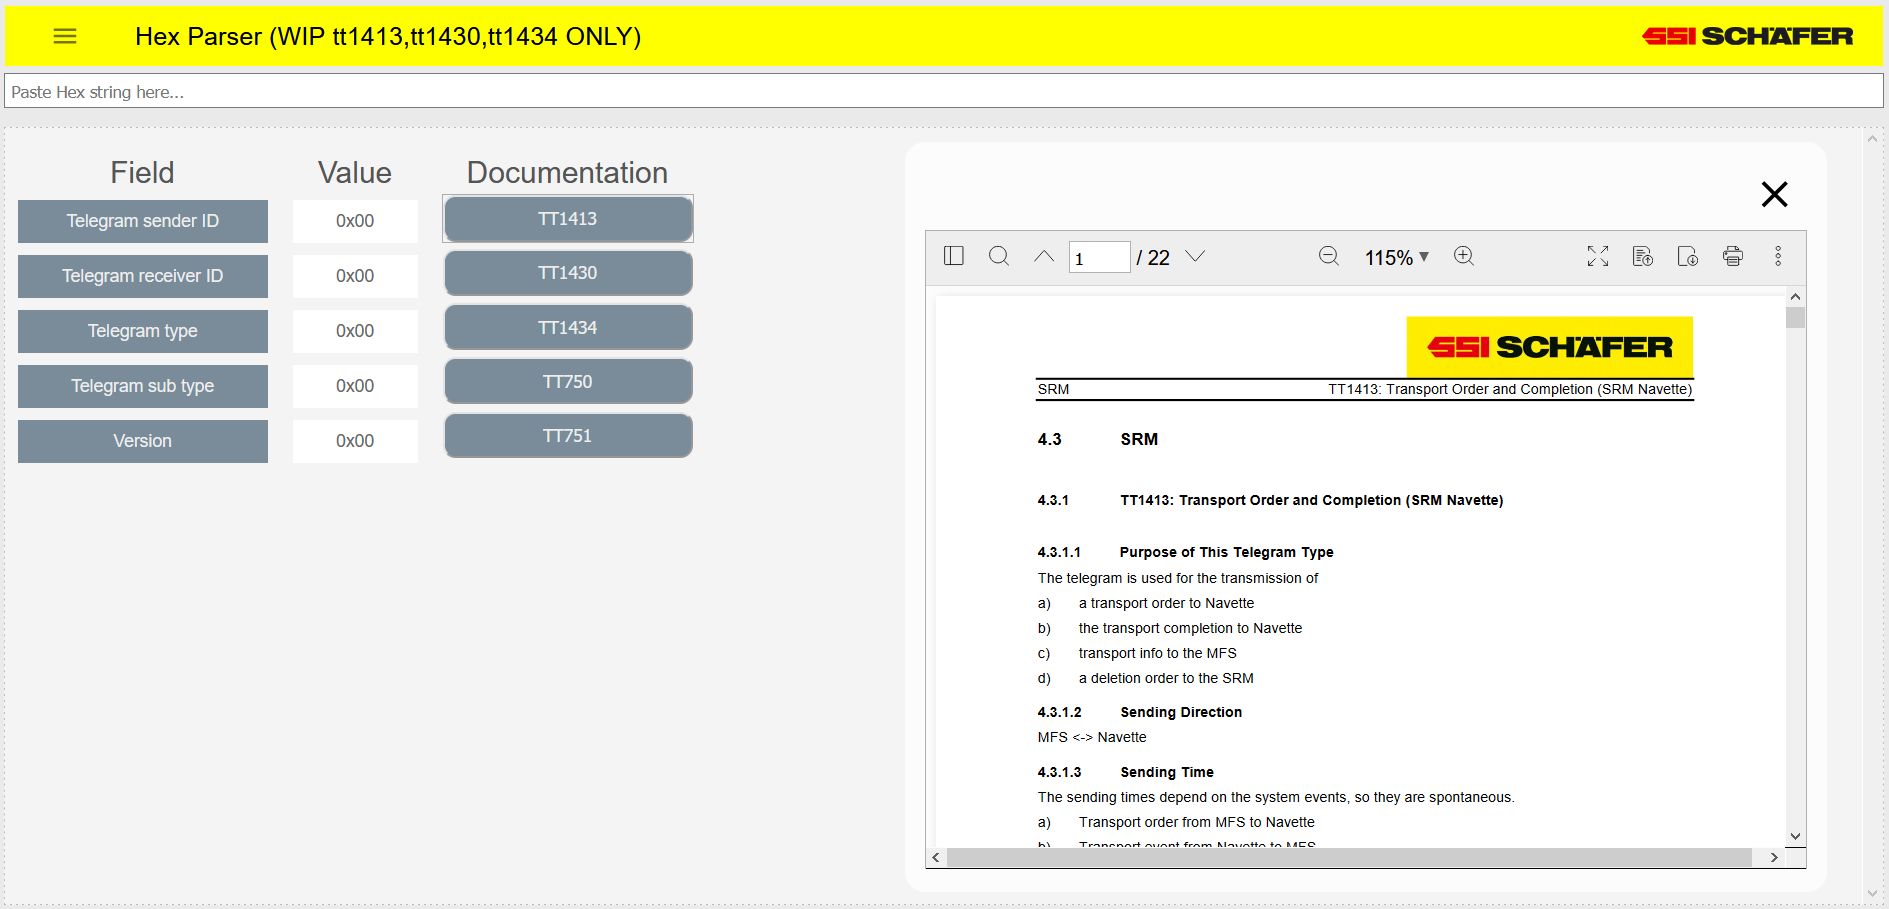 Hex Parser (WIP tt1413,tt1430,tt1434 ONLY)
SSI SCHÄFER
Paste Hex string here...
Field Value Documentation
Telegram sender ID 0x00 TT1413
Telegram receiver ID 0x00 TT1430
Telegram type 0x00 TT1434
Telegram sub type 0x00 TT750
Version 0x00 TT751
1 / 22 115%
SSI SCHÄFER
SRM TT1413: Transport Order and Completion (SRM Navette)
4.3 SRM
4.3.1 TT1413: Transport Order and Completion (SRM Navette)
4.3.1.1 Purpose of This Telegram Type
The telegram is used for the transmission of
a) a transport order to Navette
b) the transport completion to Navette
c) transport info to the MFS
d) a deletion order to the SRM
4.3.1.2 Sending Direction
MFS <-> Navette
4.3.1.3 Sending Time
The sending times depend on the system events, so they are spontaneous.
a) Transport order from MFS to Navette
b) Transport event from Navette to MFS